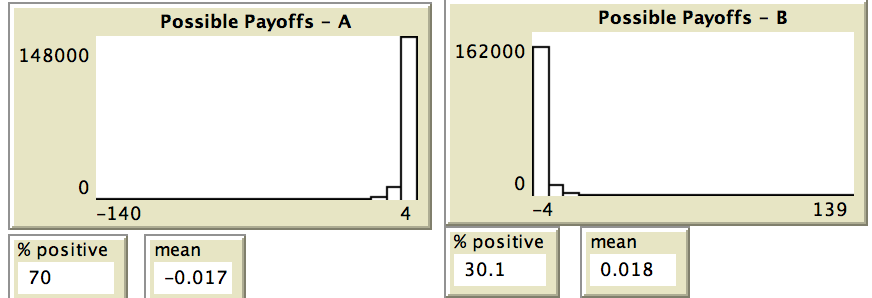 Possible Payoffs - A
148000
0
-140
4
% positive
70
mean
-0.017
Possible Payoffs - B
162000
0
-4
139
% positive
30.1
mean
0.018